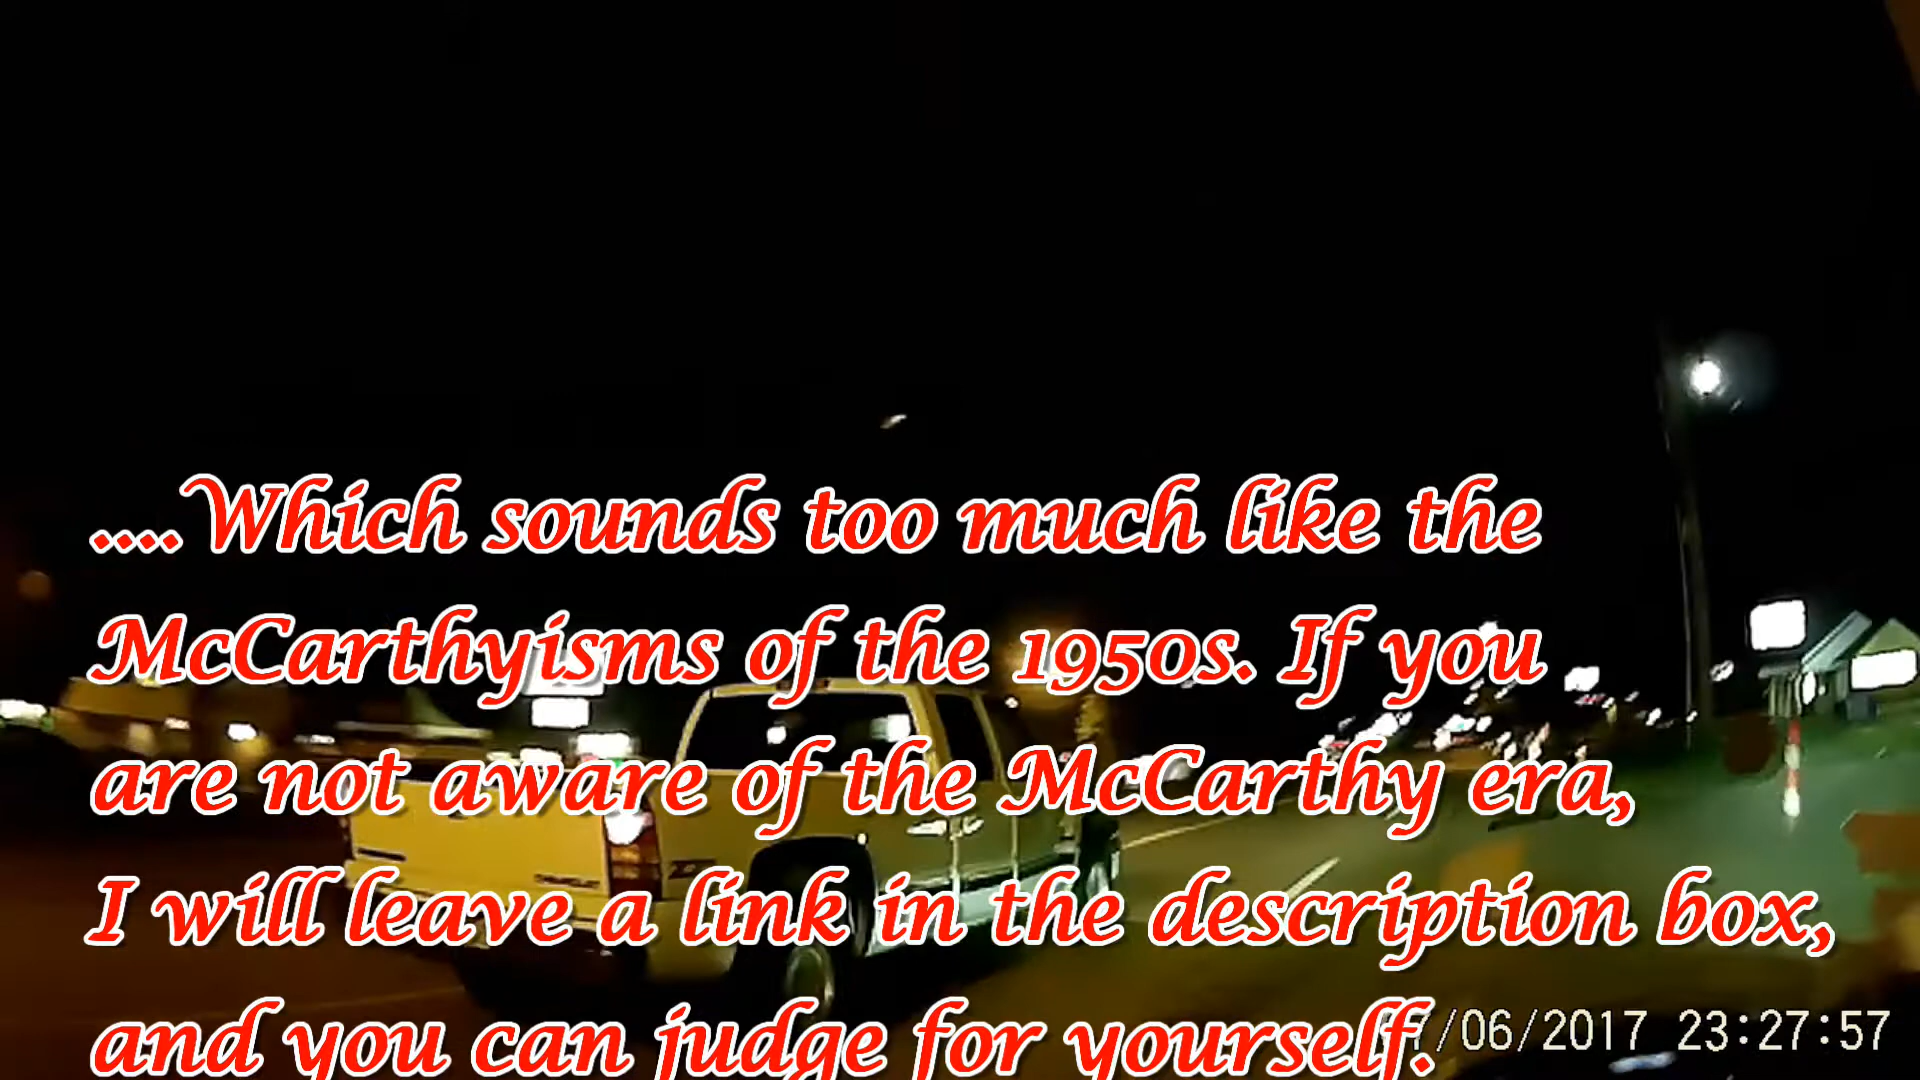 ....Which sounds too much like the
McCarthyisms of the 1950s. If you
are not aware of the McCarthy era,
I will leave a link in the description box,
and you can judge for yourself.
/06/2017 23:27:57